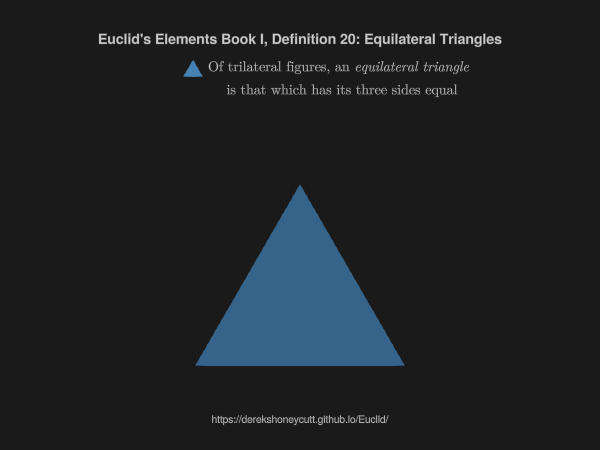 Euclid's Elements Book I, Definition 20: Equilateral Triangles
Of trilateral figures, an equilateral triangle
is that which has its three sides equal
https://derekshoneycutt.github.io/Euclid/